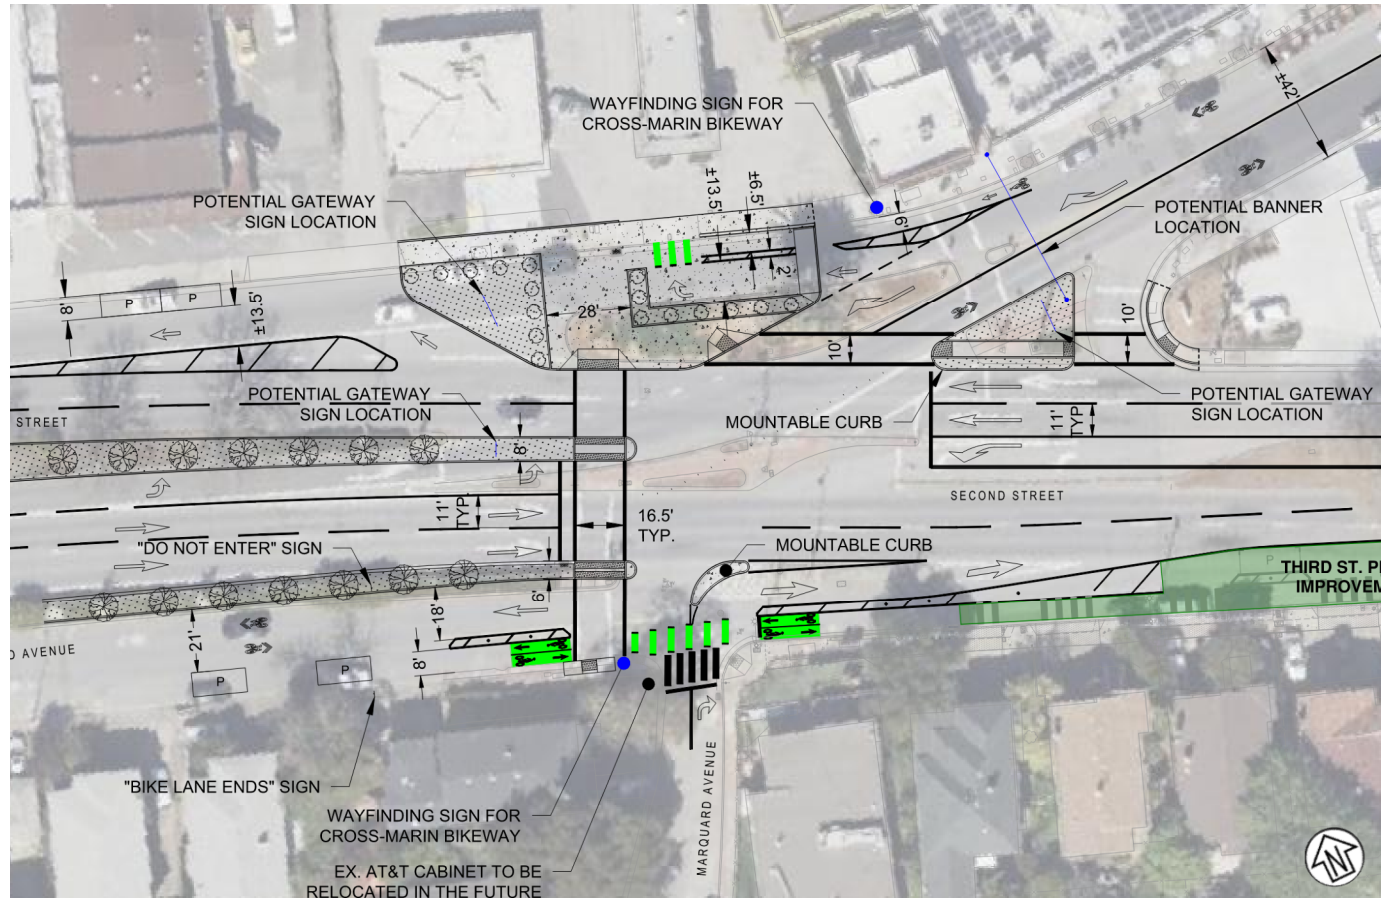 WAYFINDING SIGN FOR
CROSS-MARIN BIKEWAY
±42'
POTENTIAL GATEWAY
SIGN LOCATION
±13.5'
±6.5'
6'
2'
POTENTIAL BANNER
LOCATION
8'
P
P
±13.5'
28'
10'
10'
POTENTIAL GATEWAY
SIGN LOCATION
STREET
8'
MOUNTABLE CURB
11'
TYP
POTENTIAL GATEWAY
SIGN LOCATION
SECOND STREET
11'
TYP.
16.5'
TYP.
"DO NOT ENTER" SIGN
MOUNTABLE CURB
P
THIRD ST. P
IMPROVEM
6'
18'
21'
8'
AVENUE
P
P
"BIKE LANE ENDS" SIGN
WAYFINDING SIGN FOR
CROSS-MARIN BIKEWAY
EX. AT&T CABINET TO BE
RELOCATED IN THE FUTURE
MARQUARD AVENUE
N